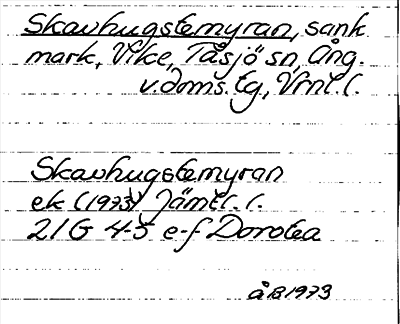 Skavhugstemyran, sank
mark, Vike, Tåsjö sn, Ång.
v. doms. tg, Vrnl. l.
Skavhugstemyran
ek (1973) Jämtl. l.
21G 4-5 e-f Dorotea
åB 1973